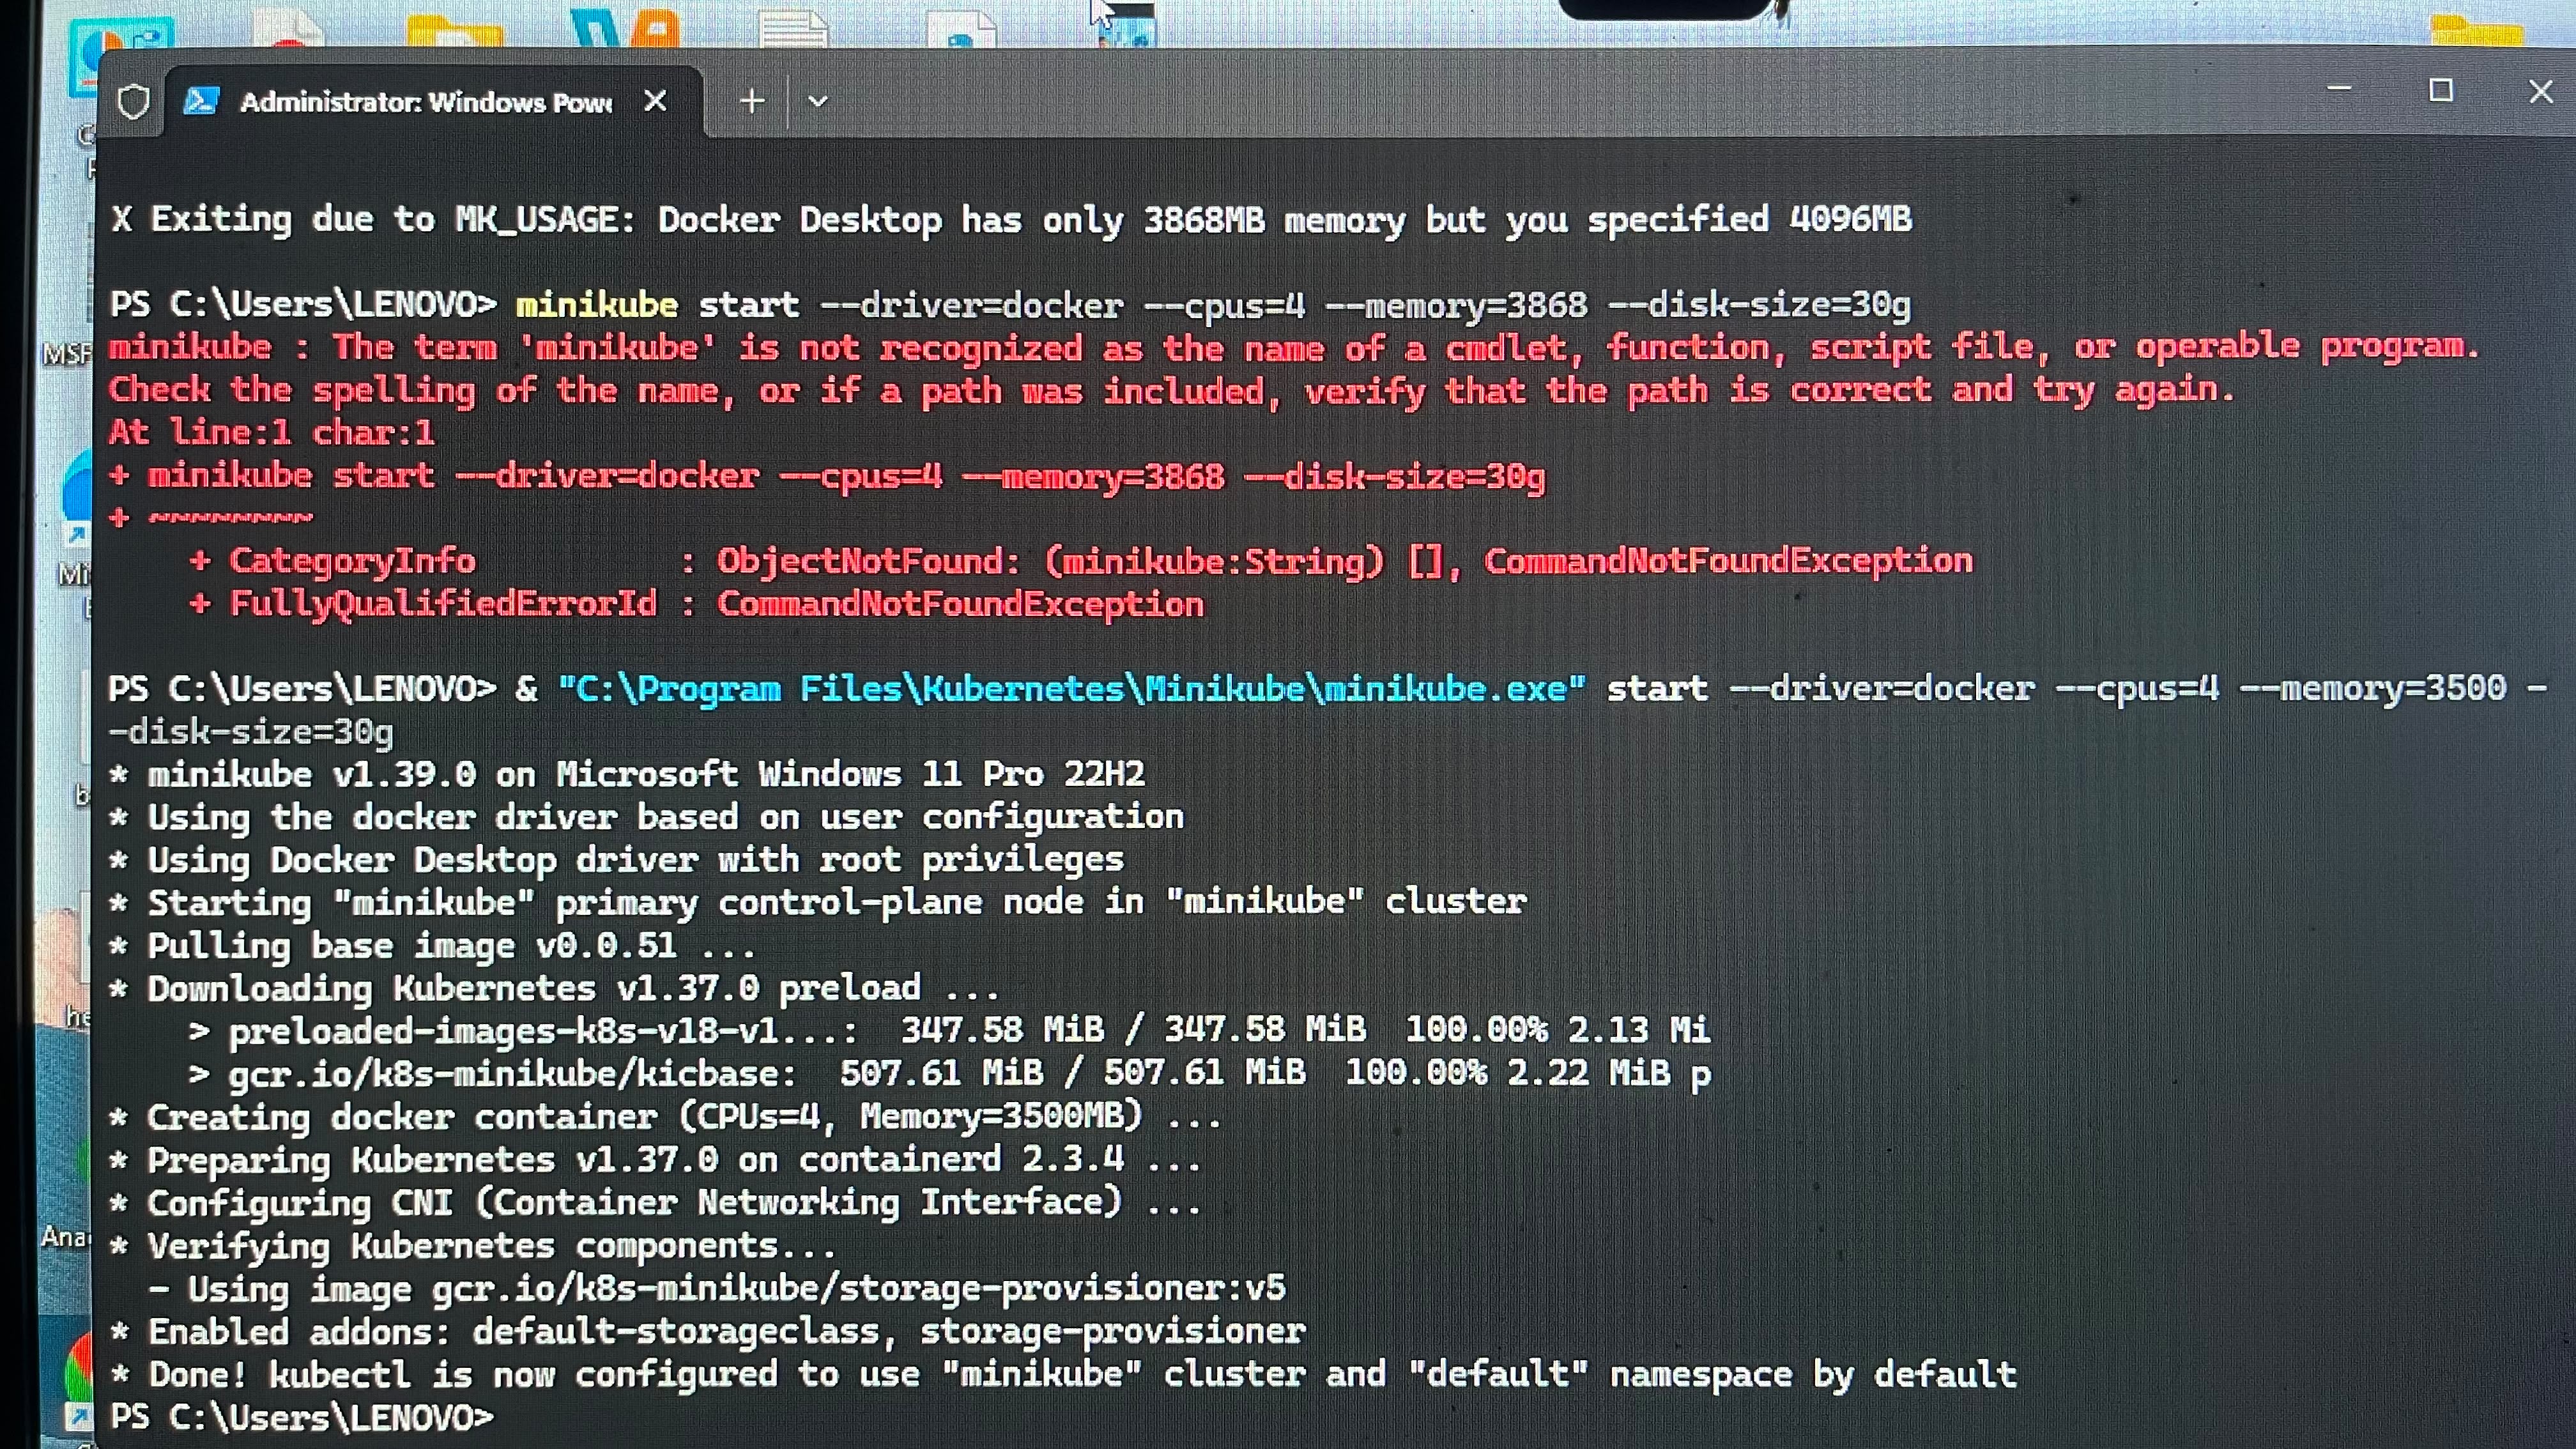 Administrator: Windows Pow
X Exiting due to MK_USAGE: Docker Desktop has only 3868MB memory but you specified 4096MB
PS C:\Users\LENOVO> minikube start --driver=docker --cpus=4 --memory=3868 --disk-size=30g
minikube : The term 'minikube' is not recognized as the name of a cmdlet, function, script file, or operable program.
Check the spelling of the name, or if a path was included, verify that the path is correct and try again.
At line:1 char:1
+ minikube start --driver=docker --cpus=4 --memory=3868 --disk-size=30g
+ ~~~~~~~~
    + CategoryInfo          : ObjectNotFound: (minikube:String) [], CommandNotFoundException
    + FullyQualifiedErrorId : CommandNotFoundException
PS C:\Users\LENOVO> & "C:\Program Files\Kubernetes\Minikube\minikube.exe" start --driver=docker --cpus=4 --memory=3500 -
-disk-size=30g
* minikube v1.39.0 on Microsoft Windows 11 Pro 22H2
* Using the docker driver based on user configuration
* Using Docker Desktop driver with root privileges
* Starting "minikube" primary control-plane node in "minikube" cluster
* Pulling base image v0.0.51 ...
* Downloading Kubernetes v1.37.0 preload ...
    > preloaded-images-k8s-v18-v1...:  347.58 MiB / 347.58 MiB  100.00% 2.13 Mi
    > gcr.io/k8s-minikube/kicbase:  507.61 MiB / 507.61 MiB  100.00% 2.22 MiB p
* Creating docker container (CPUs=4, Memory=3500MB) ...
* Preparing Kubernetes v1.37.0 on containerd 2.3.4 ...
* Configuring CNI (Container Networking Interface) ...
* Verifying Kubernetes components...
  - Using image gcr.io/k8s-minikube/storage-provisioner:v5
* Enabled addons: default-storageclass, storage-provisioner
* Done! kubectl is now configured to use "minikube" cluster and "default" namespace by default
PS C:\Users\LENOVO>
MSF
Mi
he
Ana